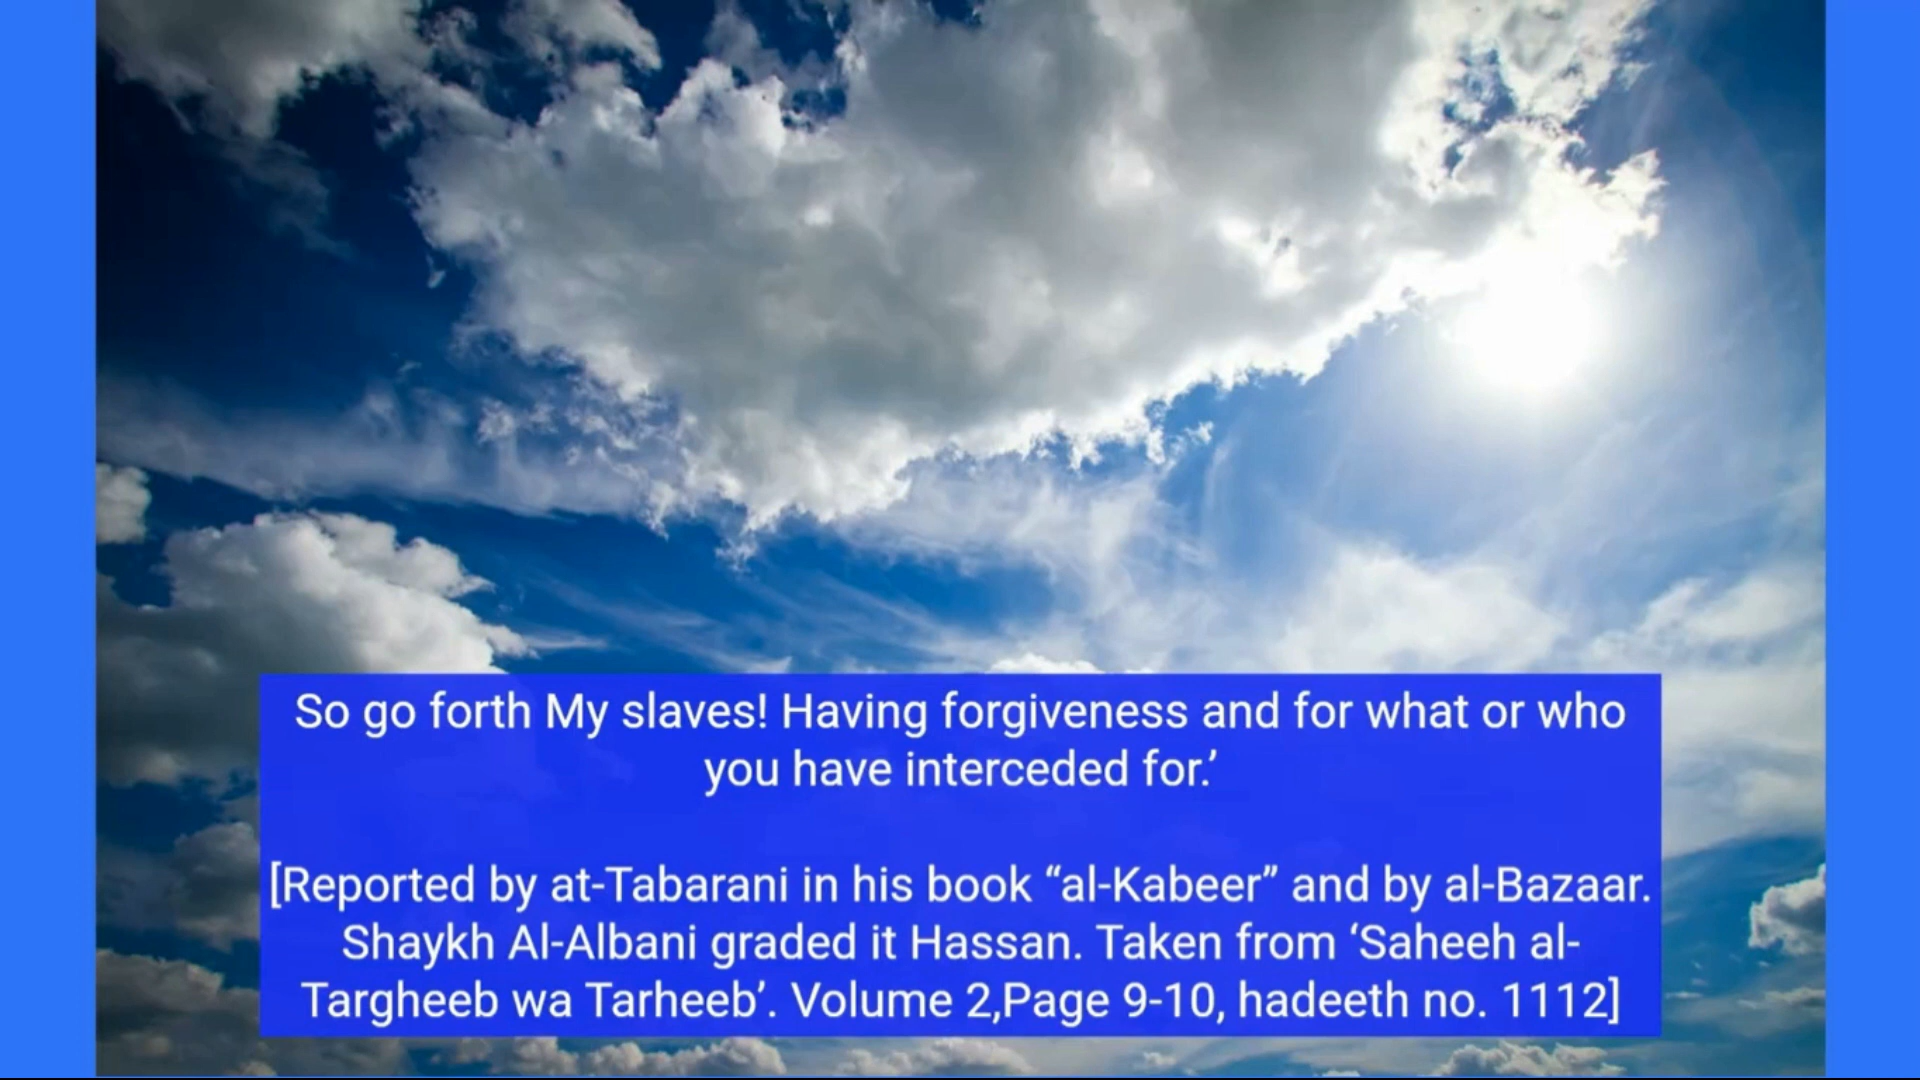 So go forth My slaves! Having forgiveness and for what or who
you have interceded for.’
[Reported by at-Tabarani in his book “al-Kabeer” and by al-Bazaar.
Shaykh Al-Albani graded it Hassan. Taken from ‘Saheeh al-
Targheeb wa Tarheeb’. Volume 2,Page 9-10, hadeeth no. 1112]